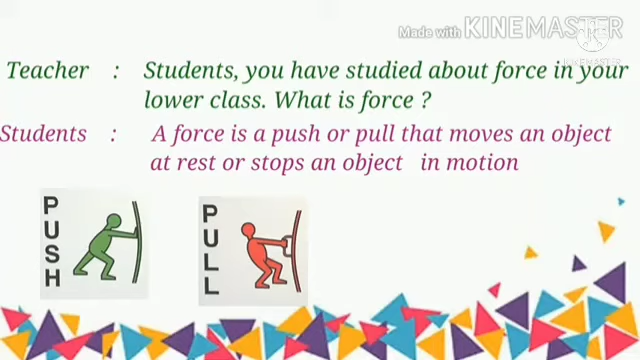 Made with KINEMASTER
KINEMASTER
Teacher : Students, you have studied about force in your
lower class. What is force ?
Students : A force is a push or pull that moves an object
at rest or stops an object in motion
PUSH
PULL